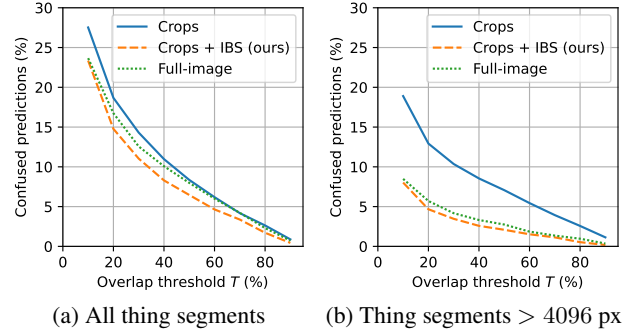 30
25
20
15
10
5
0
Confused predictions (%)
Crops
Crops + IBS (ours)
Full-image
0 20 40 60 80
Overlap threshold T (%)
(a) All thing segments
30
25
20
15
10
5
0
Confused predictions (%)
Crops
Crops + IBS (ours)
Full-image
0 20 40 60 80
Overlap threshold T (%)
(b) Thing segments > 4096 px